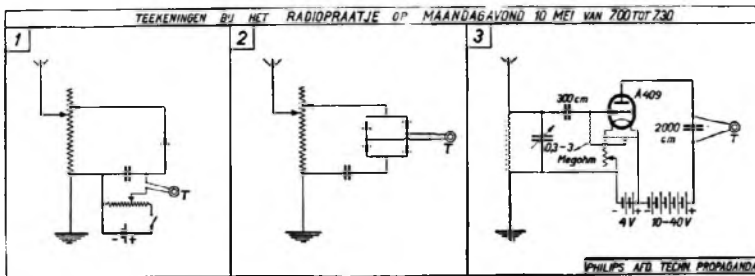 TEEKENINGEN BIJ HET RADIOPRAATJE OP MAANDAGAVOND 10 MEI VAN 7.00 TOT 7.30
1
T
- +
2
T
3
A409
300 cm
0,3-3
Megohm
2000
cm
T
- + - +
4V 10-40V
PHILIPS AFD. TECHN. PROPAGANDA